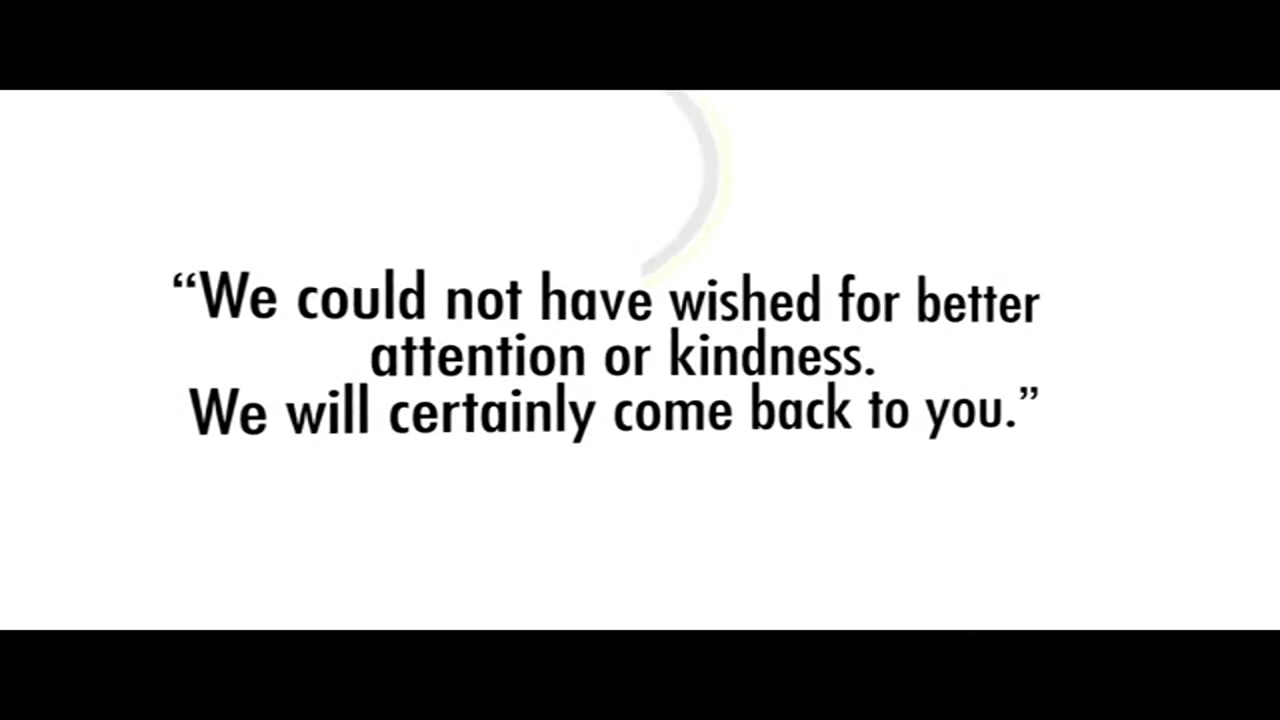 “We could not have wished for better
attention or kindness.
We will certainly come back to you.”